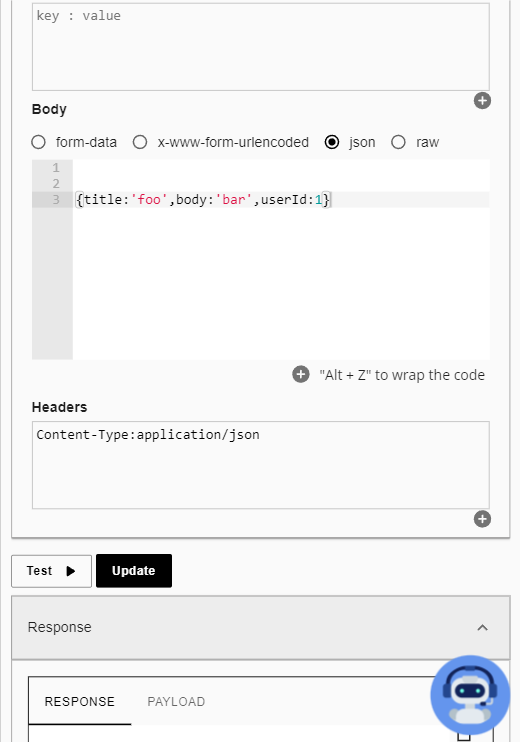 key : value
Body
form-data x-www-form-urlencoded json raw
1
2
3 {title:'foo',body:'bar',userId:1}
"Alt + Z" to wrap the code
Headers
Content-Type:application/json
Test Update
Response
RESPONSE PAYLOAD